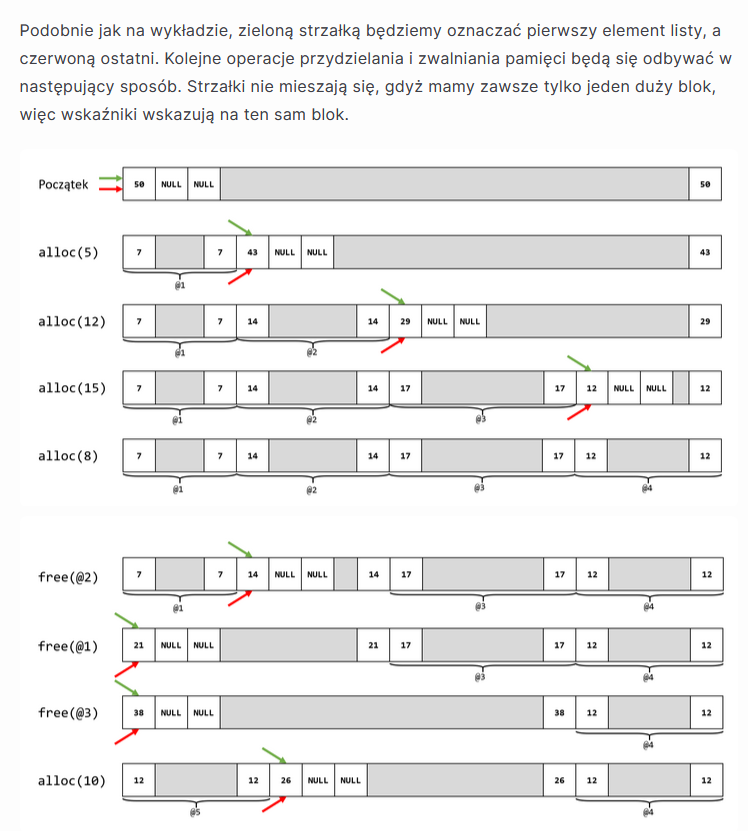 Podobnie jak na wykładzie, zieloną strzałką będziemy oznaczać pierwszy element listy, a
czerwoną ostatni. Kolejne operacje przydzielania i zwalniania pamięci będą się odbywać w
następujący sposób. Strzałki nie mieszają się, gdyż mamy zawsze tylko jeden duży blok,
więc wskaźniki wskazują na ten sam blok.
Początek 50 NULL NULL 50
alloc(5) 7 7 43 NULL NULL 43
@1
alloc(12) 7 7 14 14 29 NULL NULL 29
@1 @2
alloc(15) 7 7 14 14 17 17 12 NULL NULL 12
@1 @2 @3
alloc(8) 7 7 14 14 17 17 12 12
@1 @2 @3 @4
free(@2) 7 7 14 NULL NULL 14 17 17 12 12
@1 @3 @4
free(@1) 21 NULL NULL 21 17 17 12 12
@3 @4
free(@3) 38 NULL NULL 38 12 12
@4
alloc(10) 12 12 26 NULL NULL 26 12 12
@5 @4